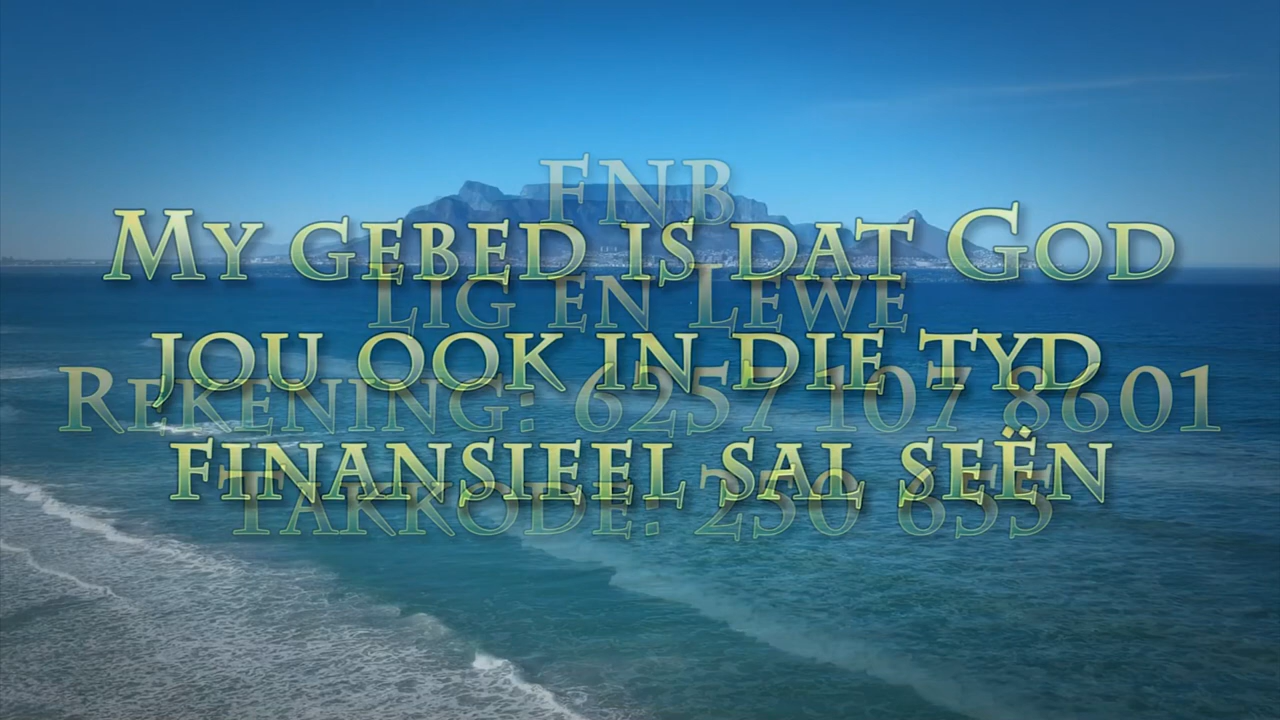 FNB
My gebed is dat God
Lig en Lewe
jou ook in die tyd
Rekening: 6257 107 8601
finansieel sal seën
Takkode: 250 655